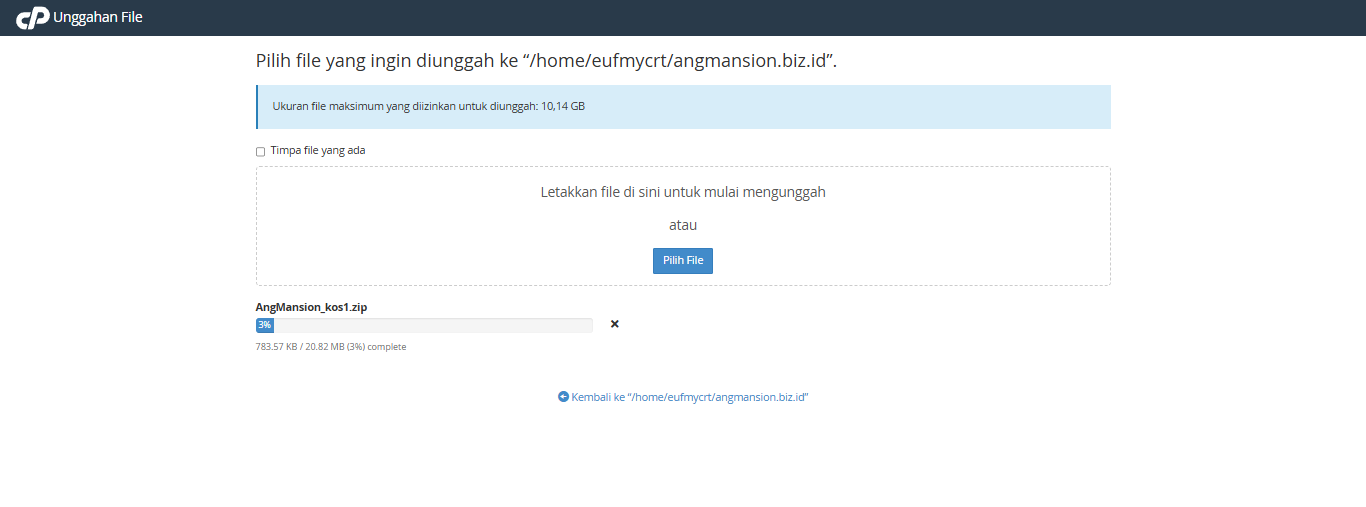 cP Unggahan File
Pilih file yang ingin diunggah ke “/home/eufmycrt/angmansion.biz.id”.
Ukuran file maksimum yang diizinkan untuk diunggah: 10,14 GB
Timpa file yang ada
Letakkan file di sini untuk mulai mengunggah
atau
Pilih File
AngMansion_kos1.zip
3%
783.57 KB / 20.82 MB (3%) complete
Kembali ke “/home/eufmycrt/angmansion.biz.id”